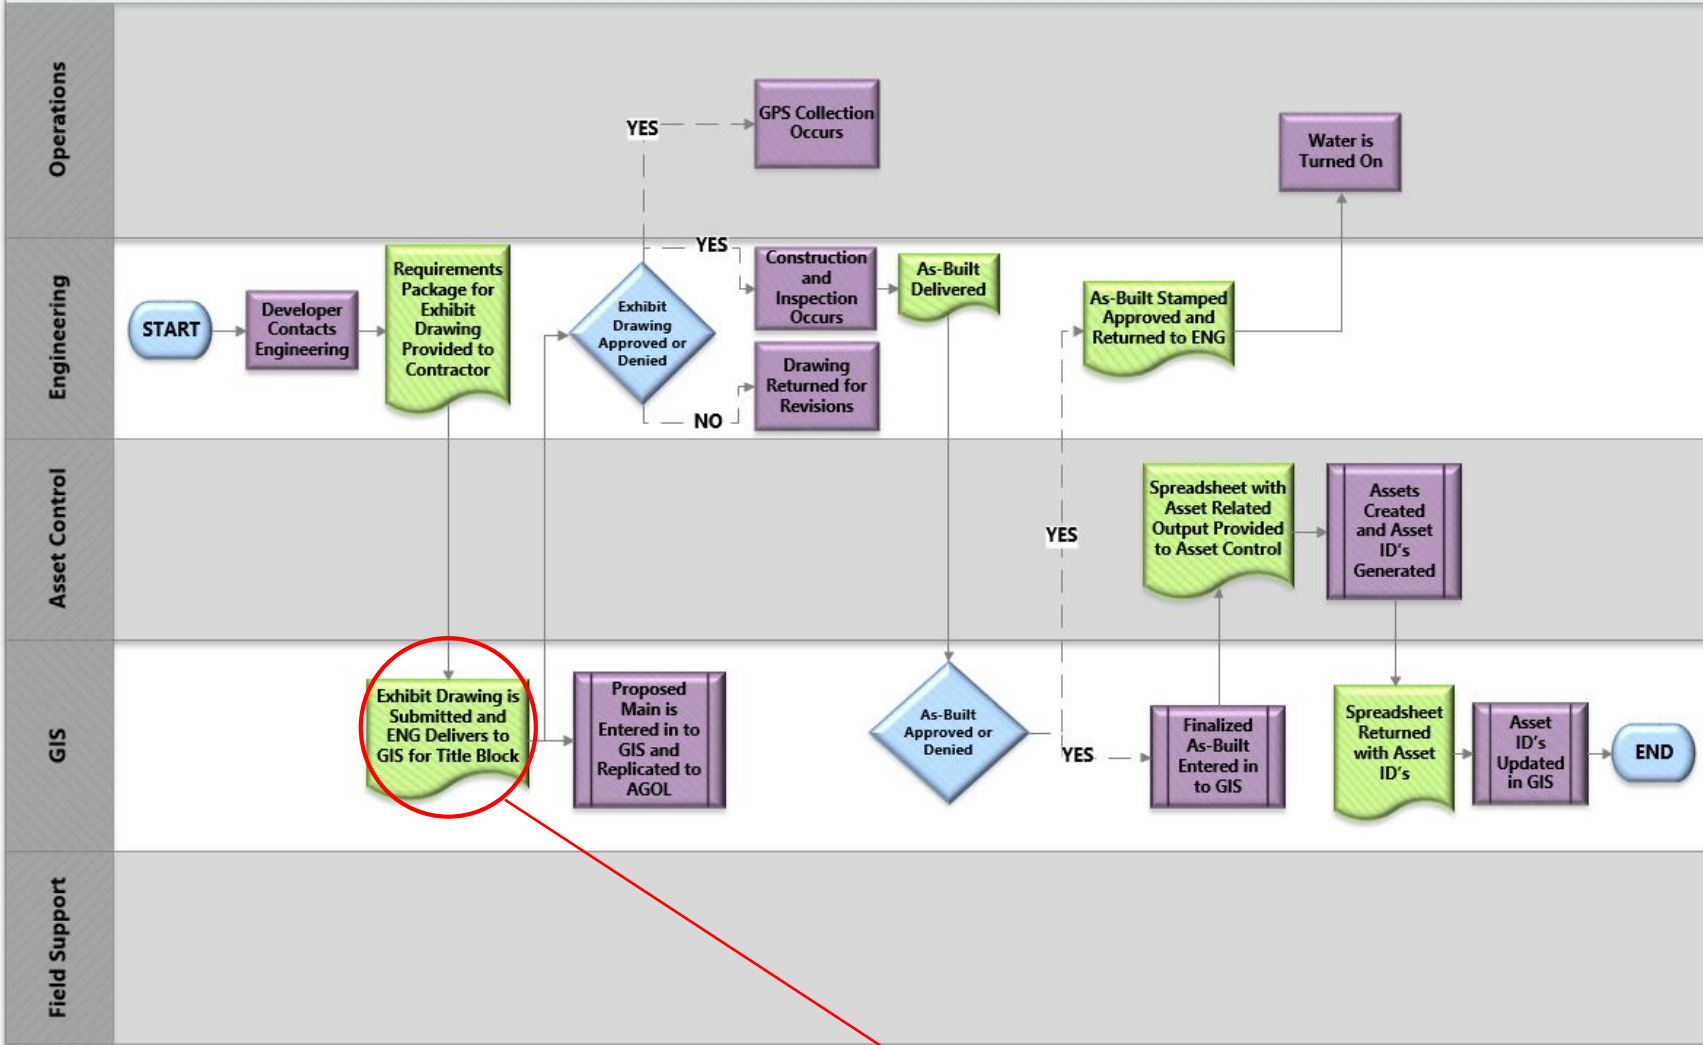 Operations
YES
GPS Collection
Occurs
Water is
Turned On
Engineering
START
Developer
Contacts
Engineering
Requirements
Package for
Exhibit
Drawing
Provided to
Contractor
Exhibit
Drawing
Approved or
Denied
YES
NO
Construction
and
Inspection
Occurs
Drawing
Returned for
Revisions
As-Built
Delivered
As-Built Stamped
Approved and
Returned to ENG
Asset Control
YES
Spreadsheet with
Asset Related
Output Provided
to Asset Control
Assets
Created
and Asset
ID's
Generated
GIS
Exhibit Drawing is
Submitted and
ENG Delivers to
GIS for Title Block
Proposed
Main is
Entered in to
GIS and
Replicated to
AGOL
As-Built
Approved or
Denied
YES
Finalized
As-Built
Entered in
to GIS
Spreadsheet
Returned
with Asset
ID's
Asset
ID's
Updated
in GIS
END
Field Support